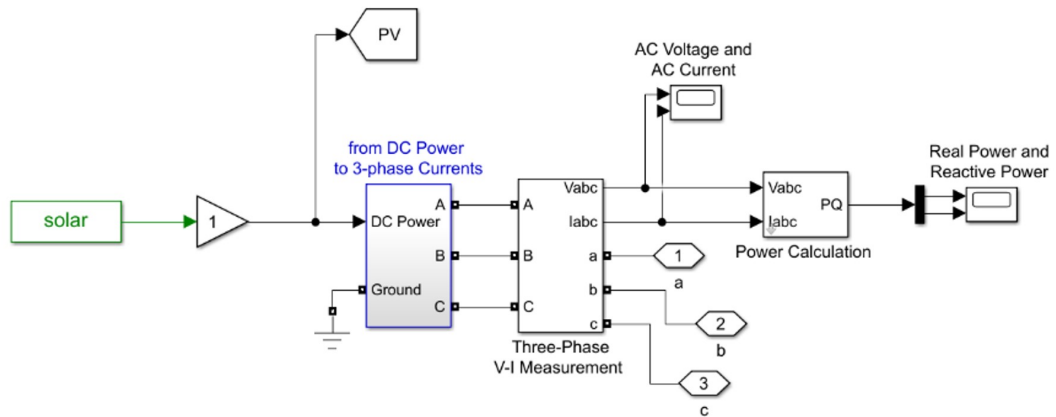 PV
AC Voltage and
AC Current
from DC Power
to 3-phase Currents
Real Power and
Reactive Power
solar
1
DC Power
Ground
A
B
C
A
B
C
Vabc
Iabc
a
b
c
Three-Phase
V-I Measurement
Vabc
Iabc
PQ
Power Calculation
1
a
2
b
3
c